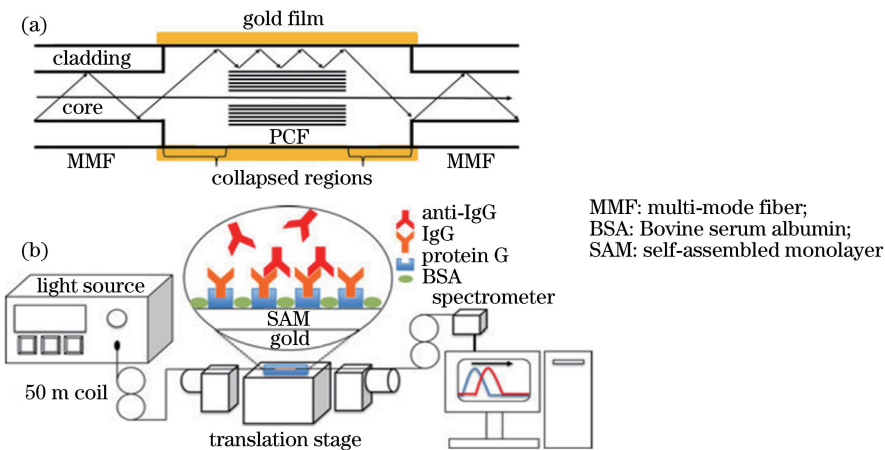 (a)
gold film
cladding
core
PCF
MMF
MMF
collapsed regions
(b)
light source
50 m coil
anti-IgG
IgG
protein G
BSA
SAM
gold
spectrometer
translation stage
MMF: multi-mode fiber;
BSA: Bovine serum albumin;
SAM: self-assembled monolayer